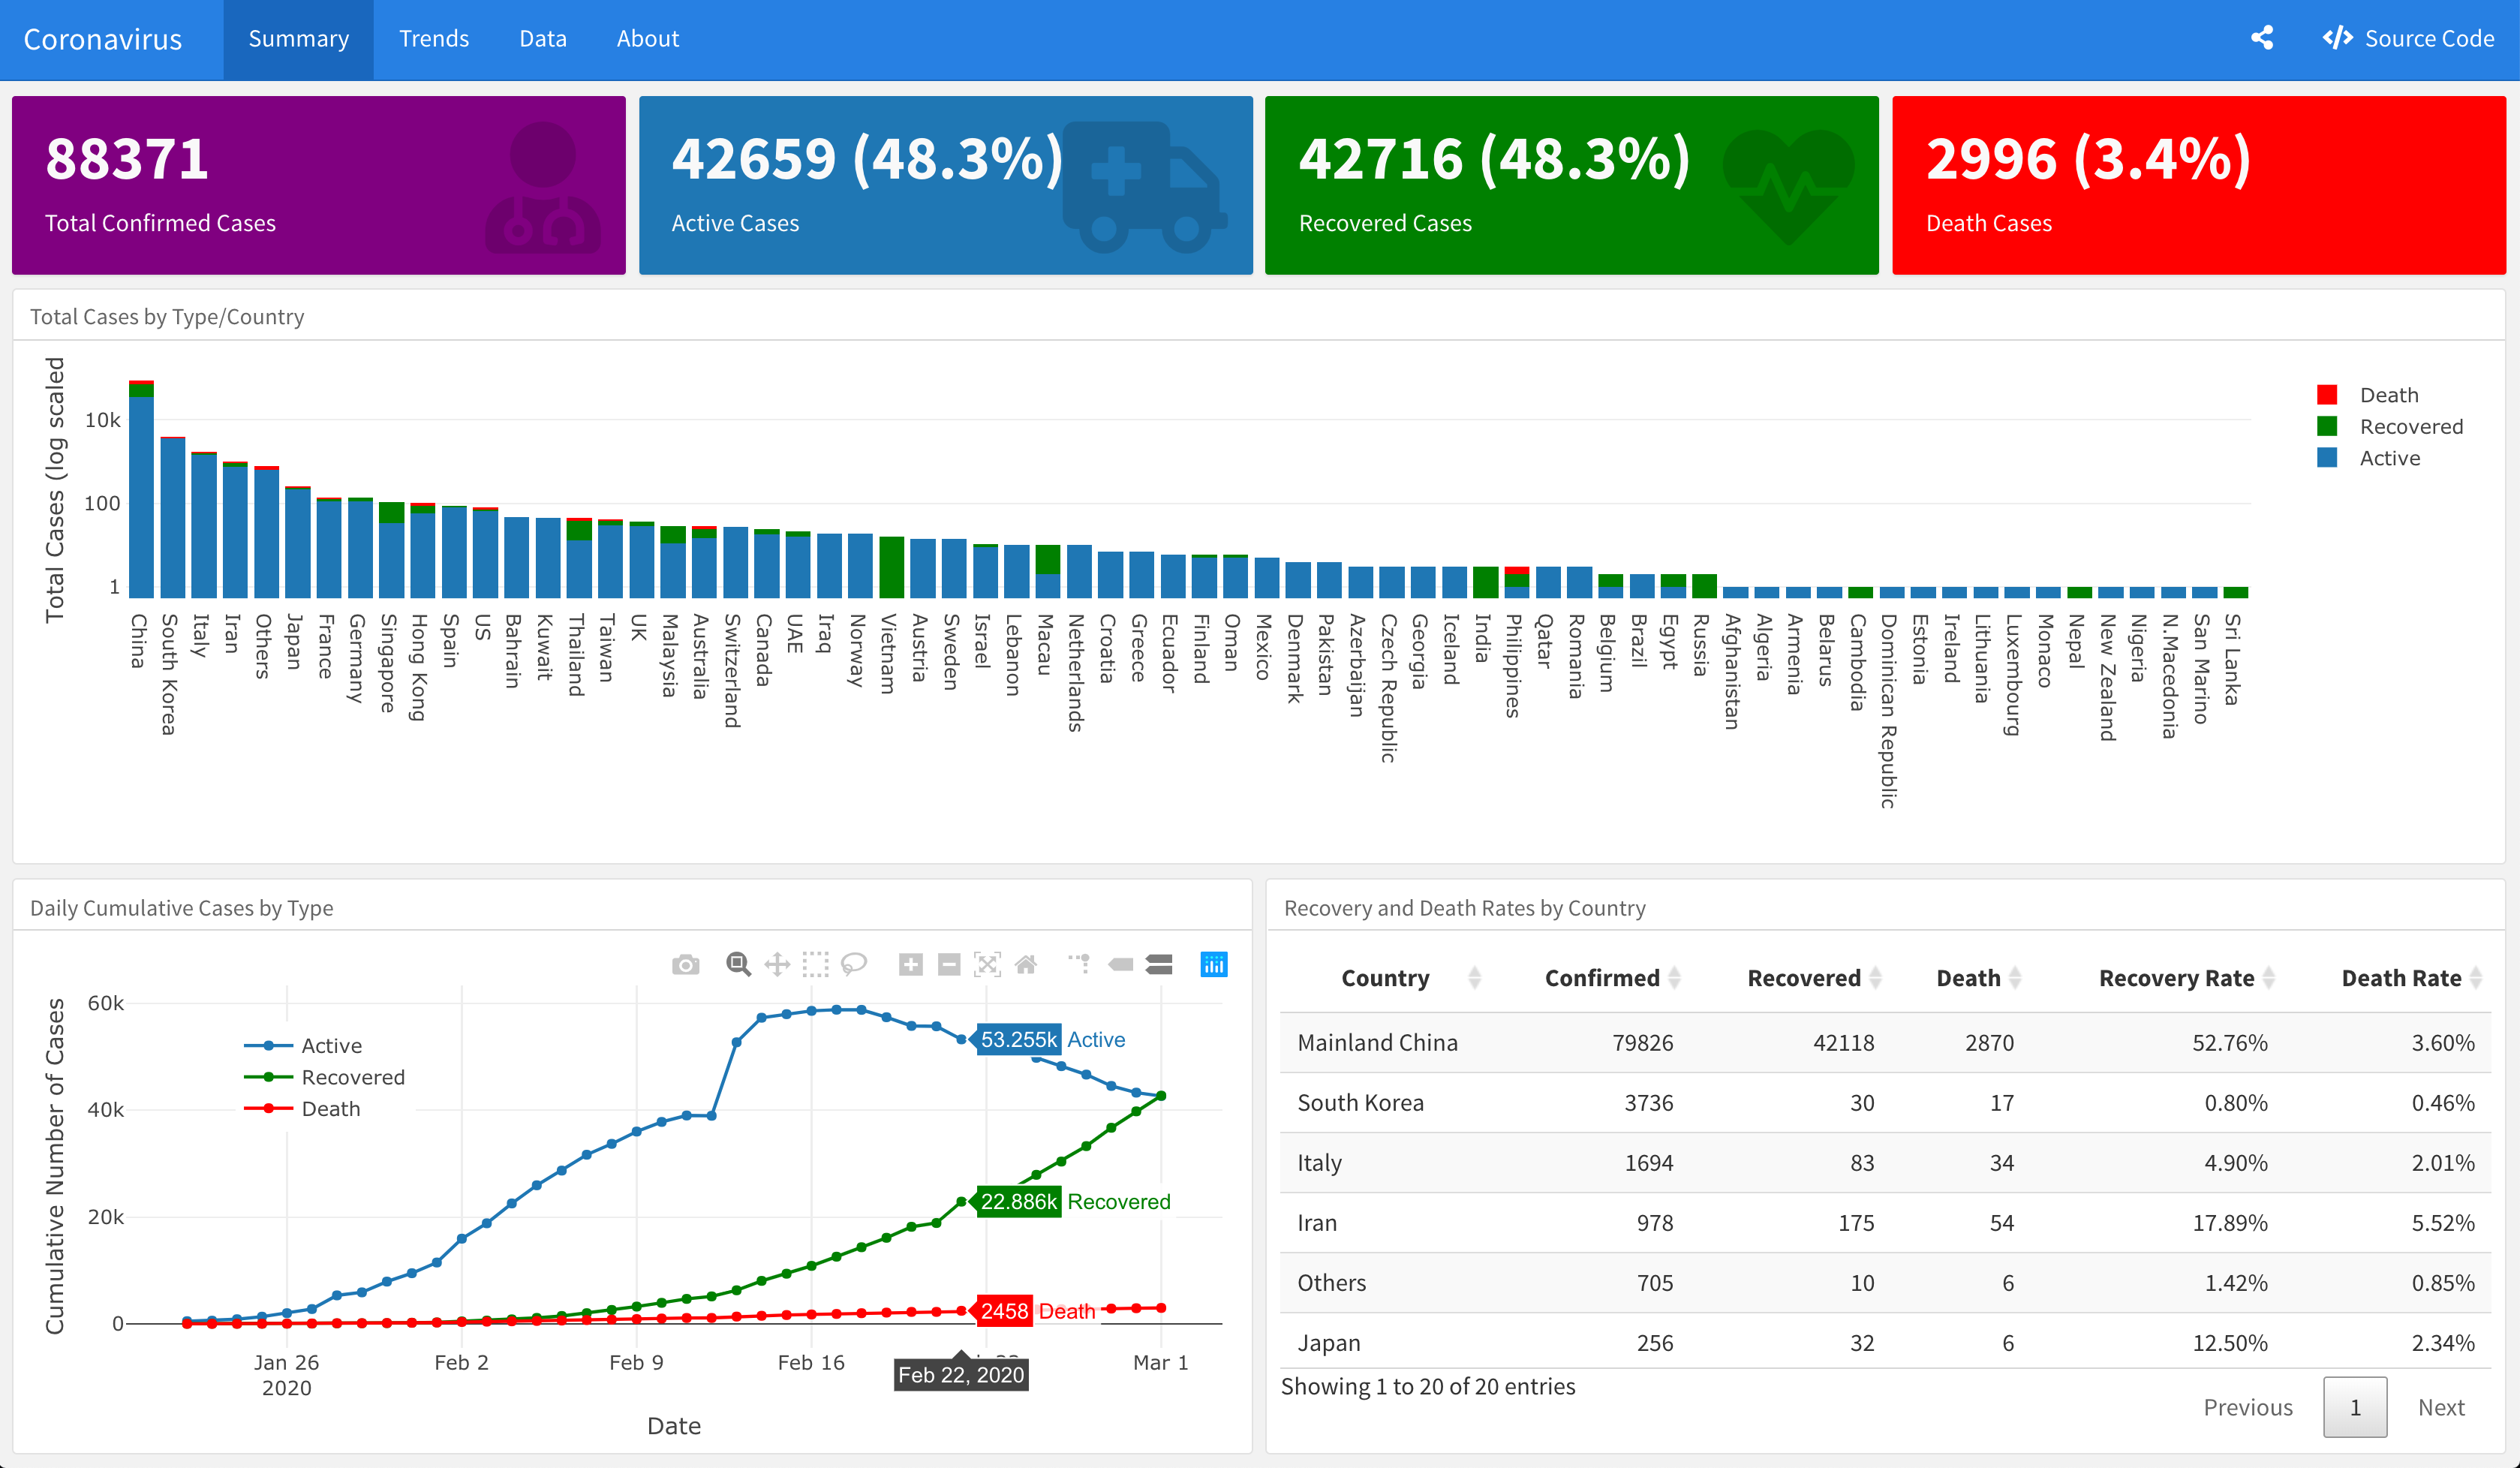 Coronavirus Summary Trends Data About Source Code
88371
Total Confirmed Cases
42659 (48.3%)
Active Cases
42716 (48.3%)
Recovered Cases
2996 (3.4%)
Death Cases
Total Cases by Type/Country
Total Cases (log scaled
10k
100
1
Death
Recovered
Active
China
South Korea
Italy
Iran
Others
Japan
France
Germany
Singapore
Hong Kong
Spain
US
Bahrain
Kuwait
Thailand
Taiwan
UK
Malaysia
Australia
Switzerland
Canada
UAE
Iraq
Norway
Vietnam
Austria
Sweden
Israel
Lebanon
Macau
Netherlands
Croatia
Greece
Ecuador
Finland
Oman
Mexico
Denmark
Pakistan
Azerbaijan
Czech Republic
Georgia
Iceland
India
Philippines
Qatar
Romania
Belgium
Brazil
Egypt
Russia
Afghanistan
Algeria
Armenia
Belarus
Cambodia
Dominican Republic
Estonia
Ireland
Lithuania
Luxembourg
Monaco
Nepal
New Zealand
Nigeria
N.Macedonia
San Marino
Sri Lanka
Daily Cumulative Cases by Type
Cumulative Number of Cases
60k
40k
20k
0
Active
Recovered
Death
53.255k Active
22.886k Recovered
2458 Death
Jan 26
2020
Feb 2
Feb 9
Feb 16
Feb 22, 2020
Mar 1
Date
Recovery and Death Rates by Country
Country Confirmed Recovered Death Recovery Rate Death Rate
Mainland China 79826 42118 2870 52.76% 3.60%
South Korea 3736 30 17 0.80% 0.46%
Italy 1694 83 34 4.90% 2.01%
Iran 978 175 54 17.89% 5.52%
Others 705 10 6 1.42% 0.85%
Japan 256 32 6 12.50% 2.34%
Showing 1 to 20 of 20 entries
Previous 1 Next